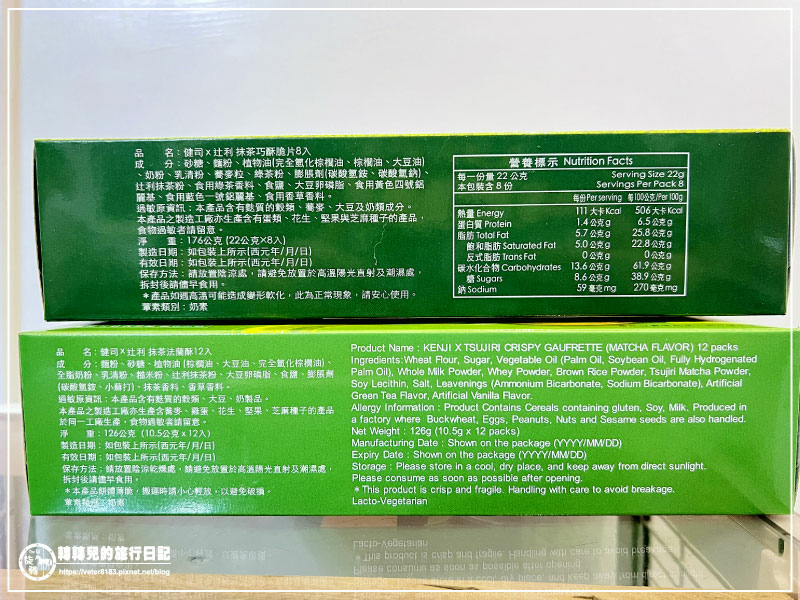 品　　名：健司 x 辻利 抹茶巧酥脆片8入
成　　分：砂糖、麵粉、植物油(完全氫化棕櫚油、棕櫚油、大豆油)
、奶粉、乳清粉、蕎麥粒、綠茶粉、膨脹劑(碳酸氫銨、碳酸氫鈉)、
辻利抹茶粉、食用綠茶香料、食鹽、大豆卵磷脂、食用黃色四號鋁
麗基、食用藍色一號鋁麗基、食用香草香料。
過敏原資訊：本產品含有麩質的穀類、蕎麥、大豆及奶類成分。
本產品之製造工廠亦生產含有蛋類、花生、堅果與芝麻種子的產品，
食物過敏者請留意。
淨　　重：176公克 (22公克×8入)
製造日期：如包裝上所示(西元年/月/日)
有效日期：如包裝上所示(西元年/月/日)
保存方法：請放置陰涼處，請避免放置於高溫陽光直射及潮濕處，
拆封後請儘早食用。
＊產品如遇高溫可能造成變形軟化，此為正常現象，請安心使用。
葷素類別：奶素
營養標示 Nutrition Facts
每一份量 22 公克 Serving Size 22g
本包裝含 8 份 Servings Per Pack 8
每份Per serving 每100公克/Per 100g
熱量 Energy 111 大卡Kcal 506 大卡Kcal
蛋白質 Protein 1.4 公克 g 6.5 公克 g
脂肪 Total Fat 5.7 公克 g 25.8 公克 g
飽和脂肪 Saturated Fat 5.0 公克 g 22.8 公克 g
反式脂肪 Trans Fat 0 公克 g 0 公克 g
碳水化合物 Carbohydrates 13.6 公克 g 61.9 公克 g
糖 Sugars 8.6 公克 g 38.9 公克 g
鈉 Sodium 59 毫克 mg 270 毫克 mg
品　　名：健司 x 辻利 抹茶法蘭酥12入
成　　分：麵粉、砂糖、植物油 (棕櫚油、大豆油、完全氫化棕櫚油)、
全脂奶粉、乳清粉、糙米粉、辻利抹茶粉、大豆卵磷脂、食鹽、膨脹劑
(碳酸氫銨、小蘇打)、抹茶香料、香草香料。
過敏原資訊：本產品含有麩質的穀類、大豆、奶製品。
本產品之製造工廠亦生產含蕎麥、雞蛋、花生、堅果、芝麻種子的產品
於同一工廠生產，食物過敏者請留意。
淨　　重：126公克 (10.5公克 x 12入)
製造日期：如包裝上所示(西元年/月/日)
有效日期：如包裝上所示(西元年/月/日)
保存方法：請放置陰涼乾燥處，請避免放置於高溫陽光直射及潮濕處，
拆封後請儘早食用。
＊本產品餅體薄脆，搬運時請小心輕放，以避免破損。
葷素類別：奶素
Product Name : KENJI X TSUJIRI CRISPY GAUFRETTE (MATCHA FLAVOR) 12 packs
Ingredients:Wheat Flour, Sugar, Vegetable Oil (Palm Oil, Soybean Oil, Fully Hydrogenated
Palm Oil), Whole Milk Powder, Whey Powder, Brown Rice Powder, Tsujiri Matcha Powder,
Soy Lecithin, Salt, Leavenings (Ammonium Bicarbonate, Sodium Bicarbonate), Artificial
Green Tea Flavor, Artificial Vanilla Flavor.
Allergy Information : Product Contains Cereals containing gluten, Soy, Milk. Produced in
a factory where Buckwheat, Eggs, Peanuts, Nuts and Sesame seeds are also handled.
Net Weight : 126g (10.5g x 12 packs)
Manufacturing Date : Shown on the package (YYYY/MM/DD)
Expiry Date : Shown on the package (YYYY/MM/DD)
Storage : Please store in a cool, dry place, and keep away from direct sunlight.
Please consume as soon as possible after opening.
＊This product is crisp and fragile. Handling with care to avoid breakage.
Lacto-Vegetarian
韓韓兒的旅行日記
https://veter8183.pixnet.net/blog